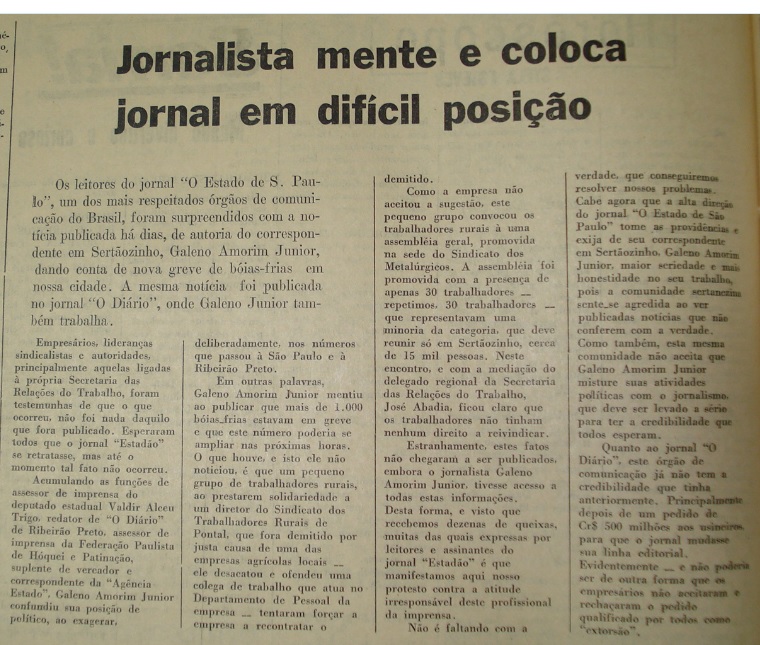 Jornalista mente e coloca
jornal em difícil posição
Os leitores do jornal "O Estado de S. Pau-
lo", um dos mais respeitados órgãos de comuni-
cação do Brasil, foram surpreendidos com a no-
tícia publicada há dias, de autoria do correspon-
dente em Sertãozinho, Galeno Amorim Junior,
dando conta de nova greve de bóias-frias em
nossa cidade. A mesma notícia foi publicada
no jornal "O Diário", onde Galeno Junior tam-
bém trabalha.
Empresários, lideranças
sindicalistas e autoridades,
principalmente aquelas ligadas
à própria Secretaria das
Relações do Trabalho, foram
testemunhas de que o que
ocorreu, não foi nada daquilo
que fora publicado. Esperaram
todos que o jornal "Estadão"
se retratasse, mas até o
momento tal fato não ocorreu.
Acumulando as funções de
assessor de imprensa do
deputado estadual Valdir Alceu
Trigo, redator de "O Diário"
de Ribeirão Preto, assessor de
imprensa da Federação Paulista
de Hóquei e Patinação,
suplente de vereador e
correspondente da "Agência
Estado", Galeno Amorim Junior
confundiu sua posição de
político, ao exagerar,
deliberadamente, nos números
que passou à São Paulo e à
Ribeirão Preto.
Em outras palavras,
Galeno Amorim Junior mentiu
ao publicar que mais de 1.000
bóias_frias estavam em greve
e que este número poderia se
ampliar nas próximas horas.
O que houve, e isto ele não
noticiou, é que um pequeno
grupo de trabalhadores rurais,
ao prestarem solidariedade a
um diretor do Sindicato dos
Trabalhadores Rurais de
Pontal, que fora demitido por
justa causa de uma das
empresas agrícolas locais _
ele desacatou e ofendeu uma
colega de trabalho que atua no
Departamento de Pessoal da
empresa _ tentaram forçar a
empresa a recontratar o
demitido.
Como a empresa não
aceitou a sugestão, este
pequeno grupo convocou os
trabalhadores rurais à uma
assembléia geral, promovida
na sede do Sindicato dos
Metalúrgicos. A assembléia foi
promovida com a presença de
apenas 30 trabalhadores _
repetimos, 30 trabalhadores _
que representavam uma
minoria da categoria, que deve
reunir só em Sertãozinho, cerca
de 15 mil pessoas. Neste
encontro, e com a mediação do
delegado regional da Secretaria
das Relações do Trabalho,
José Abadia, ficou claro que
os trabalhadores não tinham
nenhum direito a reivindicar.
Estranhamente, estes fatos
não chegaram a ser publicados,
embora o jornalista Galeno
Amorim Junior, tivesse acesso a
todas estas informações.
Desta forma, e visto que
recebemos dezenas de queixas,
muitas das quais expressas por
leitores e assinantes do
jornal "Estadão" é que
manifestamos aqui nosso
protesto contra a atitude
irresponsável deste profissional
da imprensa.
Não é faltando com a
verdade, que conseguiremos
resolver nossos problemas.
Cabe agora que a alta direção
do jornal "O Estado de São
Paulo" tome as providências e
exija de seu correspondente
em Sertãozinho, Galeno Amorim
Junior, maior seriedade e mais
honestidade no seu trabalho,
pois a comunidade sertanezina
sente_se agredida ao ver
publicadas notícias que não
conferem com a verdade.
Como também, esta mesma
comunidade não aceita que
Galeno Amorim Junior
misture suas atividades
políticas com o jornalismo,
que deve ser levado a sério
para ter a credibilidade que
todos esperam.
Quanto ao jornal "O
Diário", este órgão de
comunicação já não tem a
credibilidade que tinha
anteriormente. Principalmente
depois de um pedido de
Cr$ 500 milhões aos usineiros
para que o jornal mudasse
sua linha editorial.
Evidentemente _ e não poderia
ser de outra forma que os
empresários não aceitaram e
rechaçaram o pedido
qualificado por todos como
"extorsão".